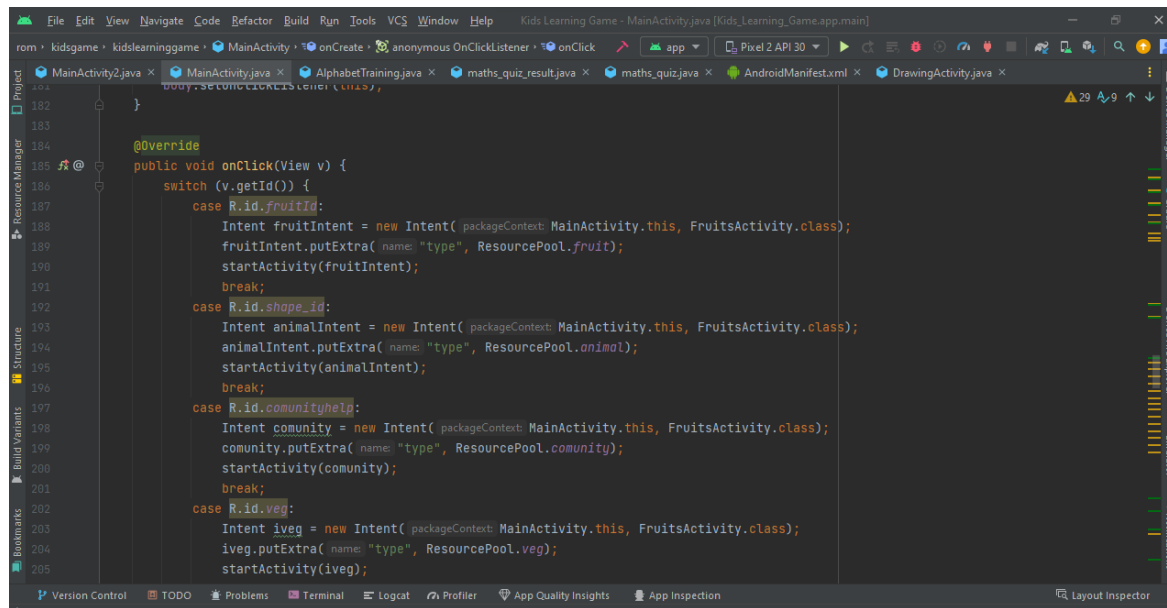 File Edit View Navigate Code Refactor Build Run Tools VCS Window Help Kids Learning Game - MainActivity.java [Kids_Learning_Game.app.main]
rom › kidsgame › kidslearninggame › MainActivity › onCreate › anonymous OnClickListener › onClick app Pixel 2 API 30
MainActivity2.java × MainActivity.java × AlphabetTraining.java × maths_quiz_result.java × maths_quiz.java × AndroidManifest.xml × DrawingActivity.java ×
Project
Resource Manager
Structure
Build Variants
Bookmarks
29 9
181 body.setOnClickListener(this);
182 }
183
184 @Override
185 @ public void onClick(View v) {
186 switch (v.getId()) {
187 case R.id.fruitId:
188 Intent fruitIntent = new Intent( packageContext: MainActivity.this, FruitsActivity.class);
189 fruitIntent.putExtra( name: "type", ResourcePool.fruit);
190 startActivity(fruitIntent);
191 break;
192 case R.id.shape_id:
193 Intent animalIntent = new Intent( packageContext: MainActivity.this, FruitsActivity.class);
194 animalIntent.putExtra( name: "type", ResourcePool.animal);
195 startActivity(animalIntent);
196 break;
197 case R.id.comunityhelp:
198 Intent comunity = new Intent( packageContext: MainActivity.this, FruitsActivity.class);
199 comunity.putExtra( name: "type", ResourcePool.comunity);
200 startActivity(comunity);
201 break;
202 case R.id.veg:
203 Intent iveg = new Intent( packageContext: MainActivity.this, FruitsActivity.class);
204 iveg.putExtra( name: "type", ResourcePool.veg);
205 startActivity(iveg);
Version Control TODO Problems Terminal Logcat Profiler App Quality Insights App Inspection Layout Inspector